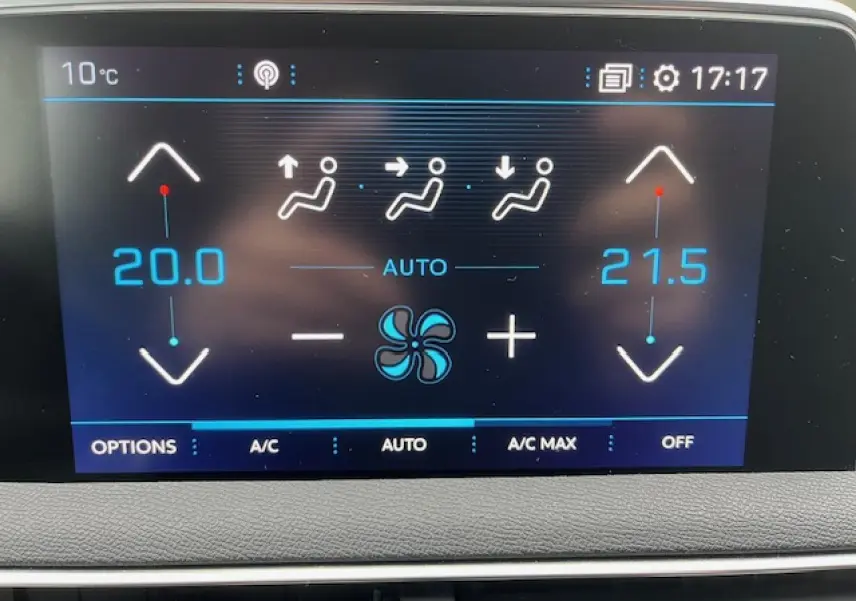 10°C 17:17
20.0 AUTO 21.5
OPTIONS A/C AUTO A/C MAX OFF